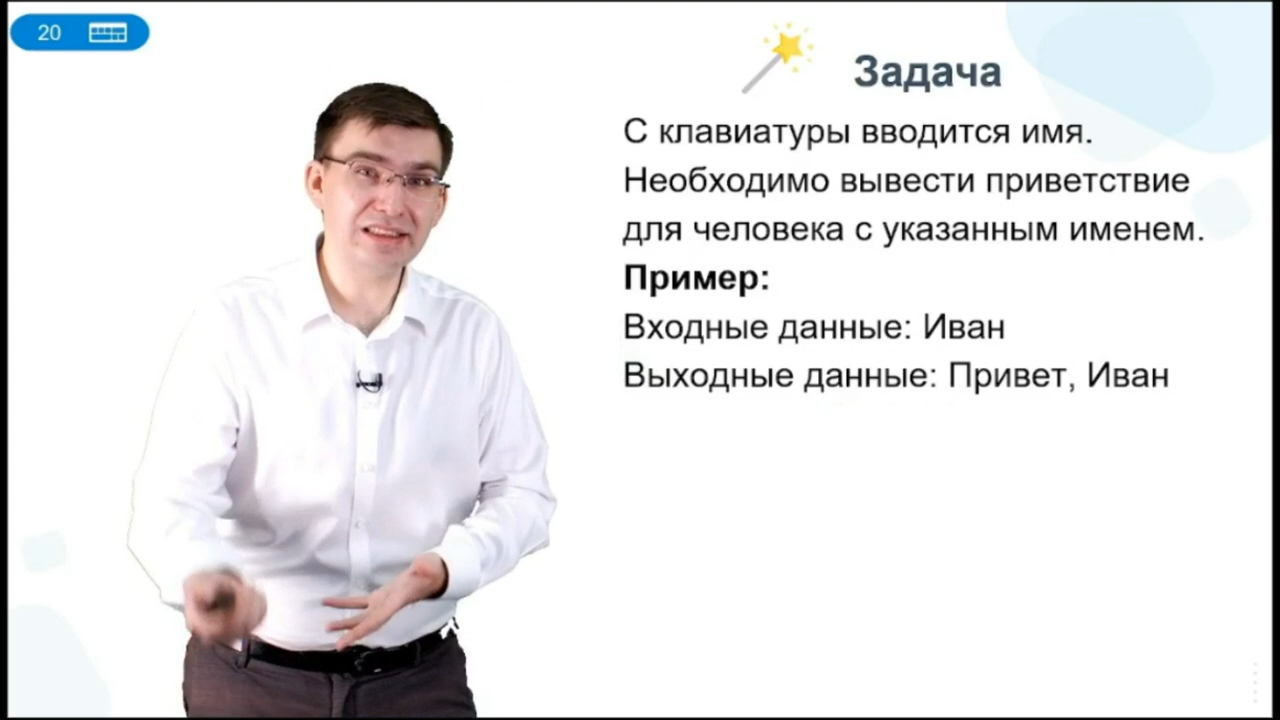 20
Задача
С клавиатуры вводится имя.
Необходимо вывести приветствие
для человека с указанным именем.
Пример:
Входные данные: Иван
Выходные данные: Привет, Иван